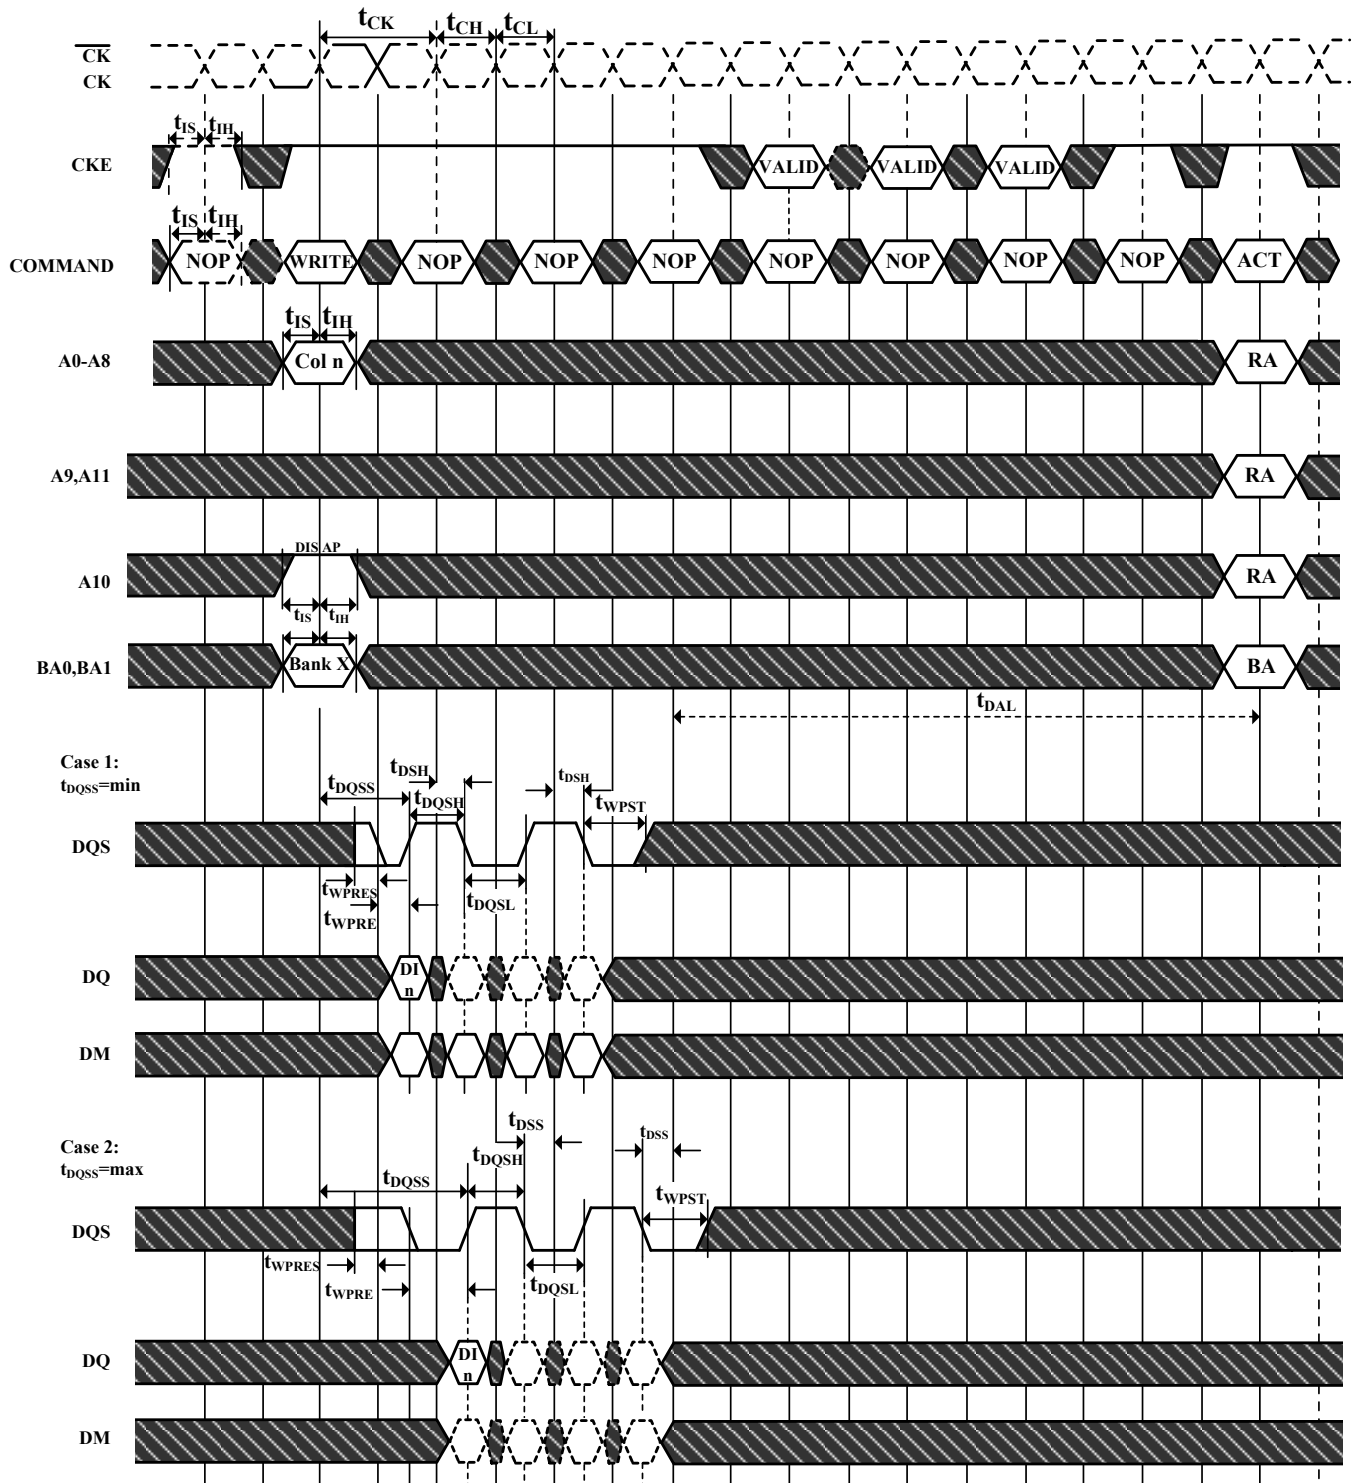 tCK tCH tCL
CK
CK
tIS tIH
CKE VALID VALID VALID
tIS tIH
COMMAND NOP WRITE NOP NOP NOP NOP NOP NOP NOP ACT
tIS tIH
A0-A8 Col n RA
A9,A11 RA
DIS AP
A10 RA
tIS tIH
BA0,BA1 Bank X BA
tDAL
Case 1:
tDQSS=min
tDSH tDSH
tDQSS tDQSH tWPST
DQS
tWPRES tDQSL
tWPRE
DQ DI
n
DM
tDSS tDSS
Case 2:
tDQSS=max
tDQSH
tDQSS tWPST
DQS
tWPRES
tWPRE tDQSL
DQ DI
n
DM